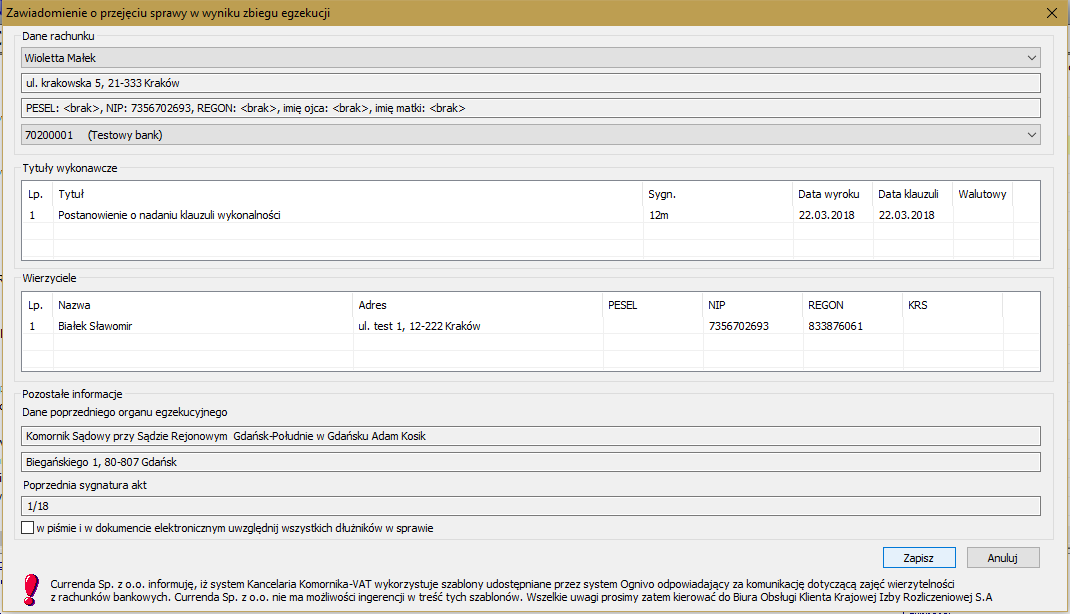 Zawiadomienie o przejęciu sprawy w wyniku zbiegu egzekucji
Dane rachunku
Wioletta Małek
ul. krakowska 5, 21-333 Kraków
PESEL: <brak>, NIP: 7356702693, REGON: <brak>, imię ojca: <brak>, imię matki: <brak>
70200001 (Testowy bank)
Tytuły wykonawcze
Lp. Tytuł Sygn. Data wyroku Data klauzuli Walutowy
1 Postanowienie o nadaniu klauzuli wykonalności 12m 22.03.2018 22.03.2018
Wierzyciele
Lp. Nazwa Adres PESEL NIP REGON KRS
1 Białek Sławomir ul. test 1, 12-222 Kraków 7356702693 833876061
Pozostałe informacje
Dane poprzedniego organu egzekucyjnego
Komornik Sądowy przy Sądzie Rejonowym Gdańsk-Południe w Gdańsku Adam Kosik
Biegańskiego 1, 80-807 Gdańsk
Poprzednia sygnatura akt
1/18
w piśmie i w dokumencie elektronicznym uwzględnij wszystkich dłużników w sprawie
Zapisz Anuluj
Currenda Sp. z o.o. informuję, iż system Kancelaria Komornika-VAT wykorzystuje szablony udostępniane przez system Ognivo odpowiadający za komunikację dotyczącą zajęć wierzytelności
z rachunków bankowych. Currenda Sp. z o.o. nie ma możliwości ingerencji w treść tych szablonów. Wszelkie uwagi prosimy zatem kierować do Biura Obsługi Klienta Krajowej Izby Rozliczeniowej S.A